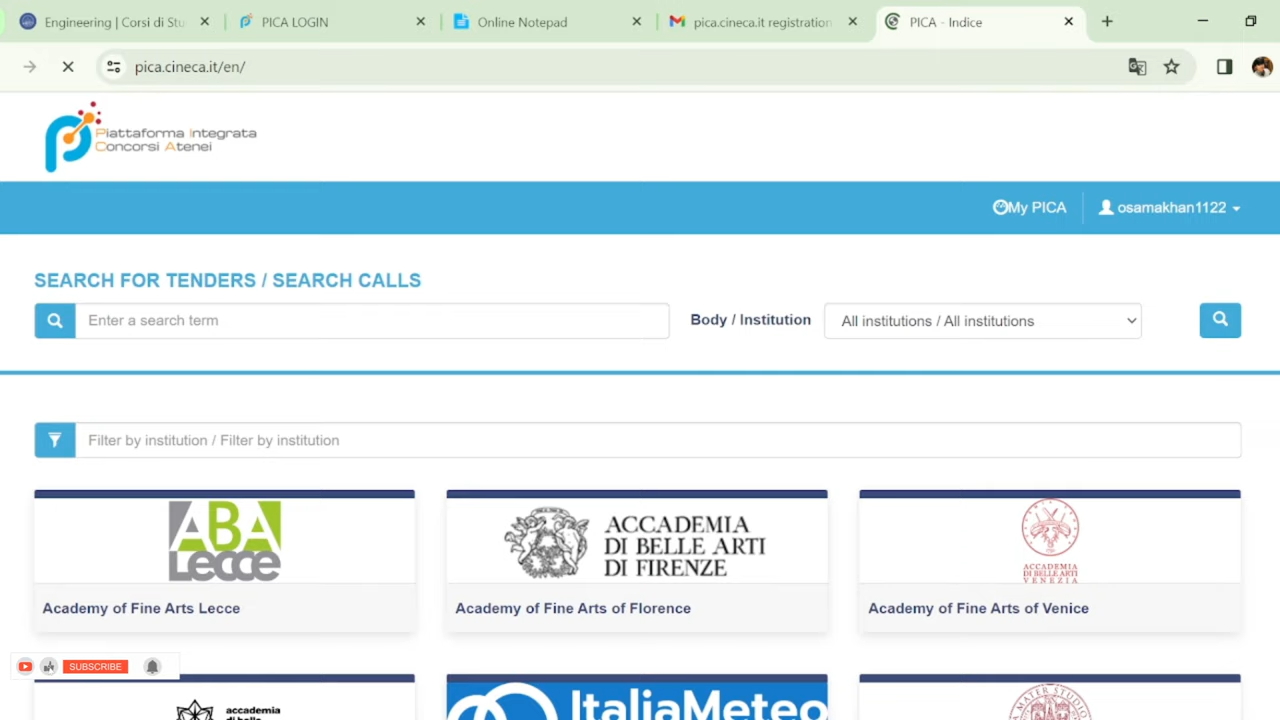 Engineering | Corsi di Stu
PICA LOGIN
Online Notepad
pica.cineca.it registration
PICA - Indice
pica.cineca.it/en/
Piattaforma Integrata
Concorsi Atenei
My PICA
osamakhan1122
SEARCH FOR TENDERS / SEARCH CALLS
Enter a search term
Body / Institution
All institutions / All institutions
Filter by institution / Filter by institution
ABA
Lecce
ACCADEMIA
DI BELLE ARTI
DI FIRENZE
ACCADEMIA
DI BELLE ARTI
VENEZIA
Academy of Fine Arts Lecce
Academy of Fine Arts of Florence
Academy of Fine Arts of Venice
SUBSCRIBE
accademia
di belle
ItaliaMeteo